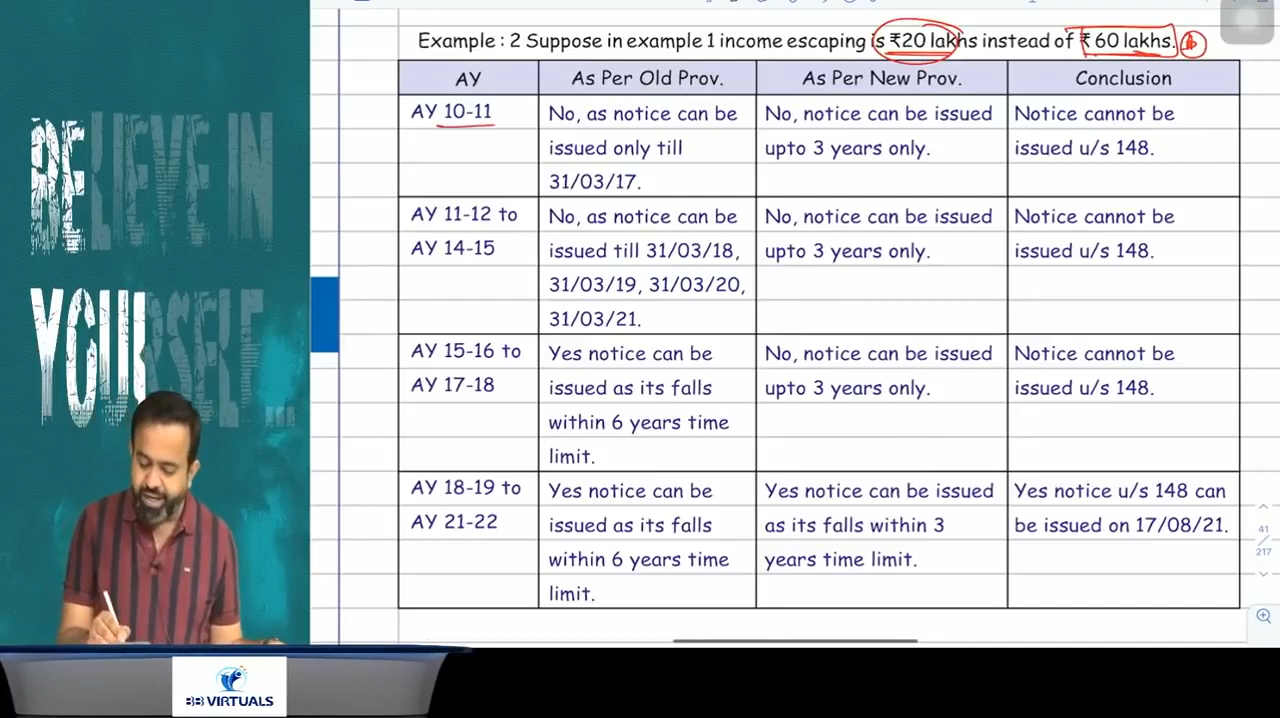 BELIEVE IN
YOURSELF...
Example : 2 Suppose in example 1 income escaping is ₹20 lakhs instead of ₹ 60 lakhs.
AY
As Per Old Prov.
As Per New Prov.
Conclusion
AY 10-11
No, as notice can be
issued only till
31/03/17.
No, notice can be issued
upto 3 years only.
Notice cannot be
issued u/s 148.
AY 11-12 to
AY 14-15
No, as notice can be
issued till 31/03/18,
31/03/19, 31/03/20,
31/03/21.
No, notice can be issued
upto 3 years only.
Notice cannot be
issued u/s 148.
AY 15-16 to
AY 17-18
Yes notice can be
issued as its falls
within 6 years time
limit.
No, notice can be issued
upto 3 years only.
Notice cannot be
issued u/s 148.
AY 18-19 to
AY 21-22
Yes notice can be
issued as its falls
within 6 years time
limit.
Yes notice can be issued
as its falls within 3
years time limit.
Yes notice u/s 148 can
be issued on 17/08/21.
41
/
217
BB VIRTUALS